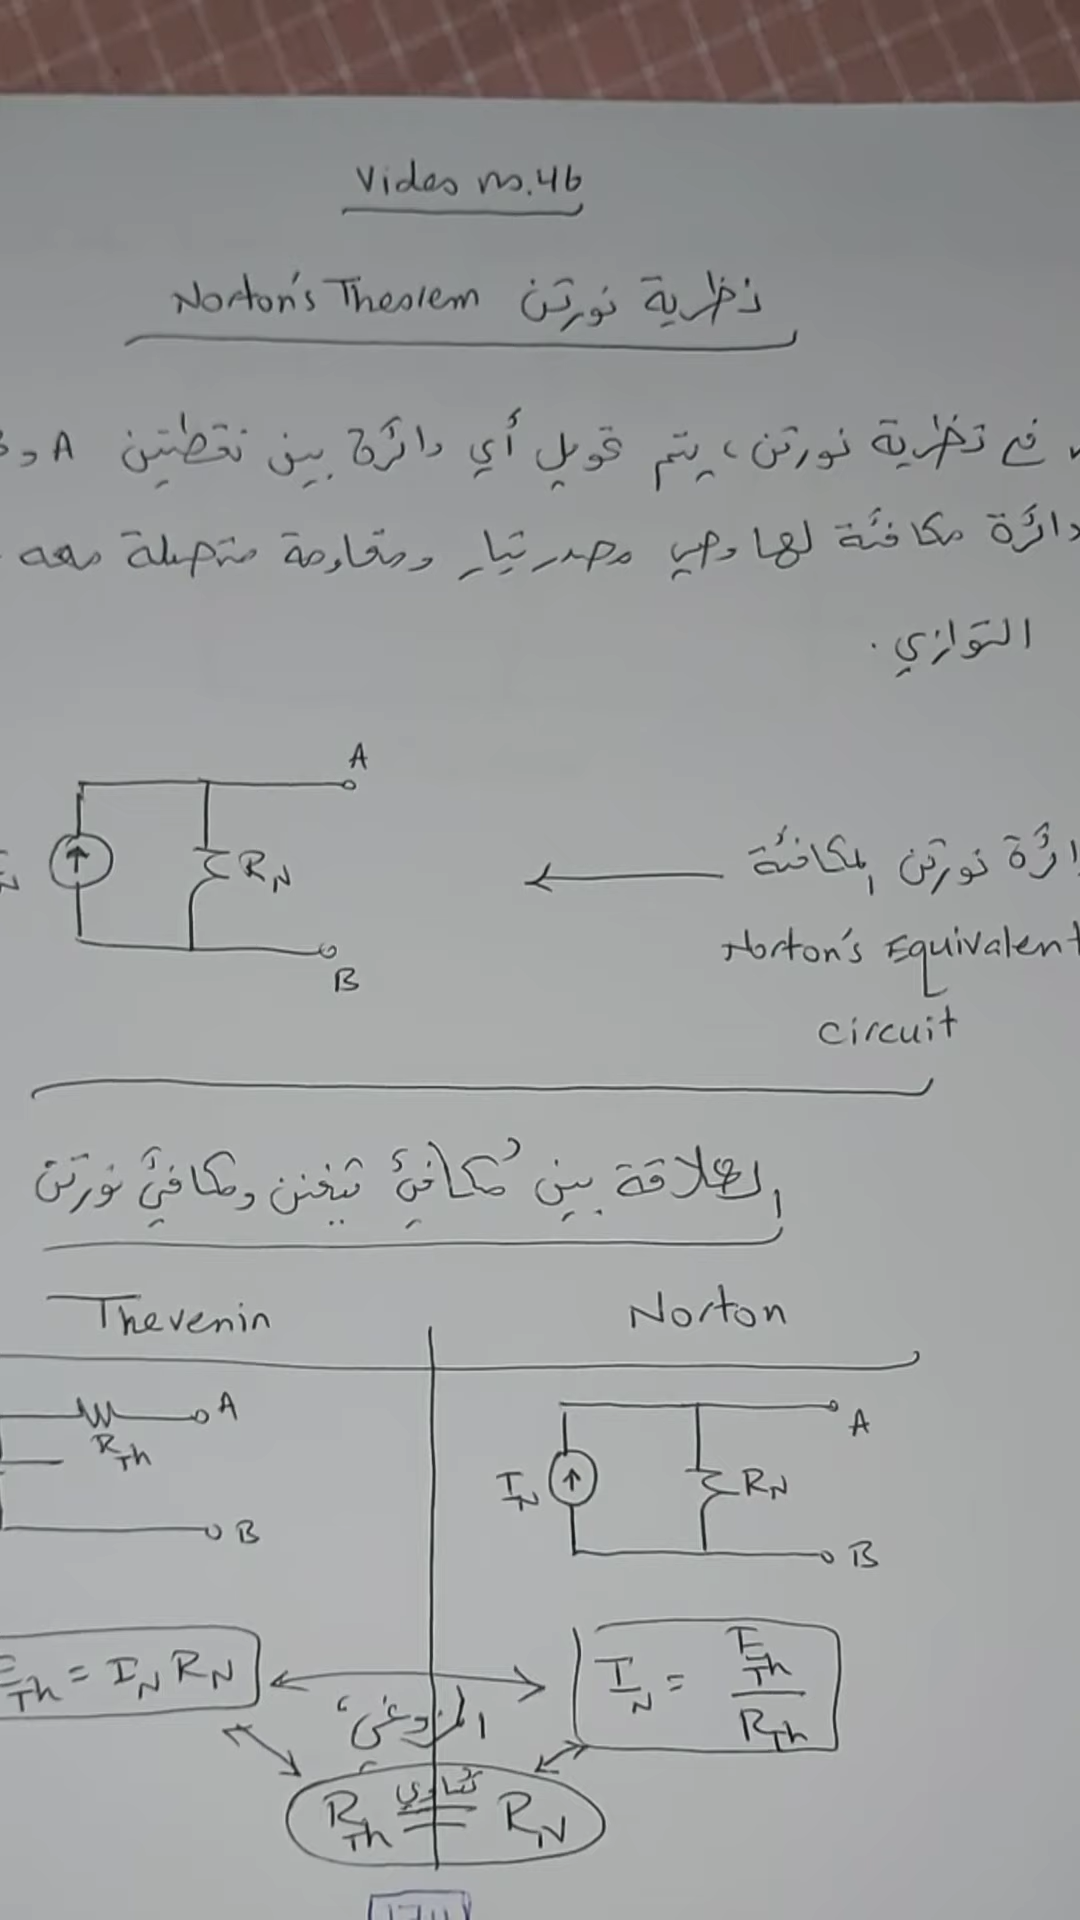 Video no.46
نظرية نورتن Norton's Theorem
في نظرية نورتن، يتم تحويل أي دائرة بين نقطتين A و
دائرة مكافئة لها وهي مصدر تيار ومقاومة متصلة معه
التوازي.
A
RN
B
دائرة نورتن المكافئة
Norton's Equivalent
circuit
العلاقة بين مُكافئ ثيفنن ومكافئ نورتن
Thevenin
Norton
A
RTh
B
A
IN
RN
B
ETh = IN RN
IN = ETh / RTh
RTh تساوي = RN